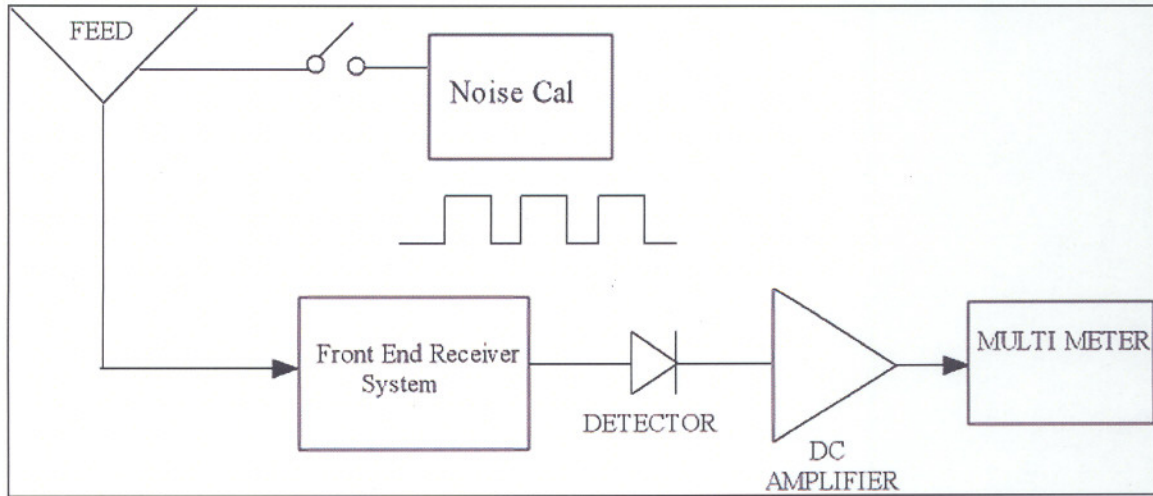 FEED
Noise Cal
Front End Receiver
System
DETECTOR
DC
AMPLIFIER
MULTI METER